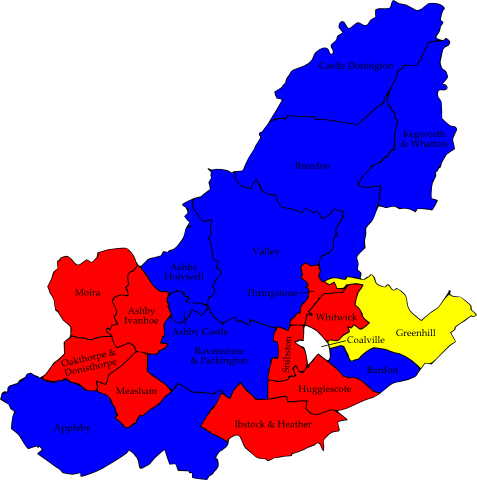 Castle Donington
Kegworth
& Whatton
Breedon
Valley
Ashby
Holywell
Moira
Thringstone
Ashby
Ivanhoe
Whitwick
Ashby Castle
Greenhill
Coalville
Snibston
Ravenstone
& Packington
Oakthorpe &
Donisthorpe
Bardon
Measham
Hugglescote
Ibstock & Heather
Appleby